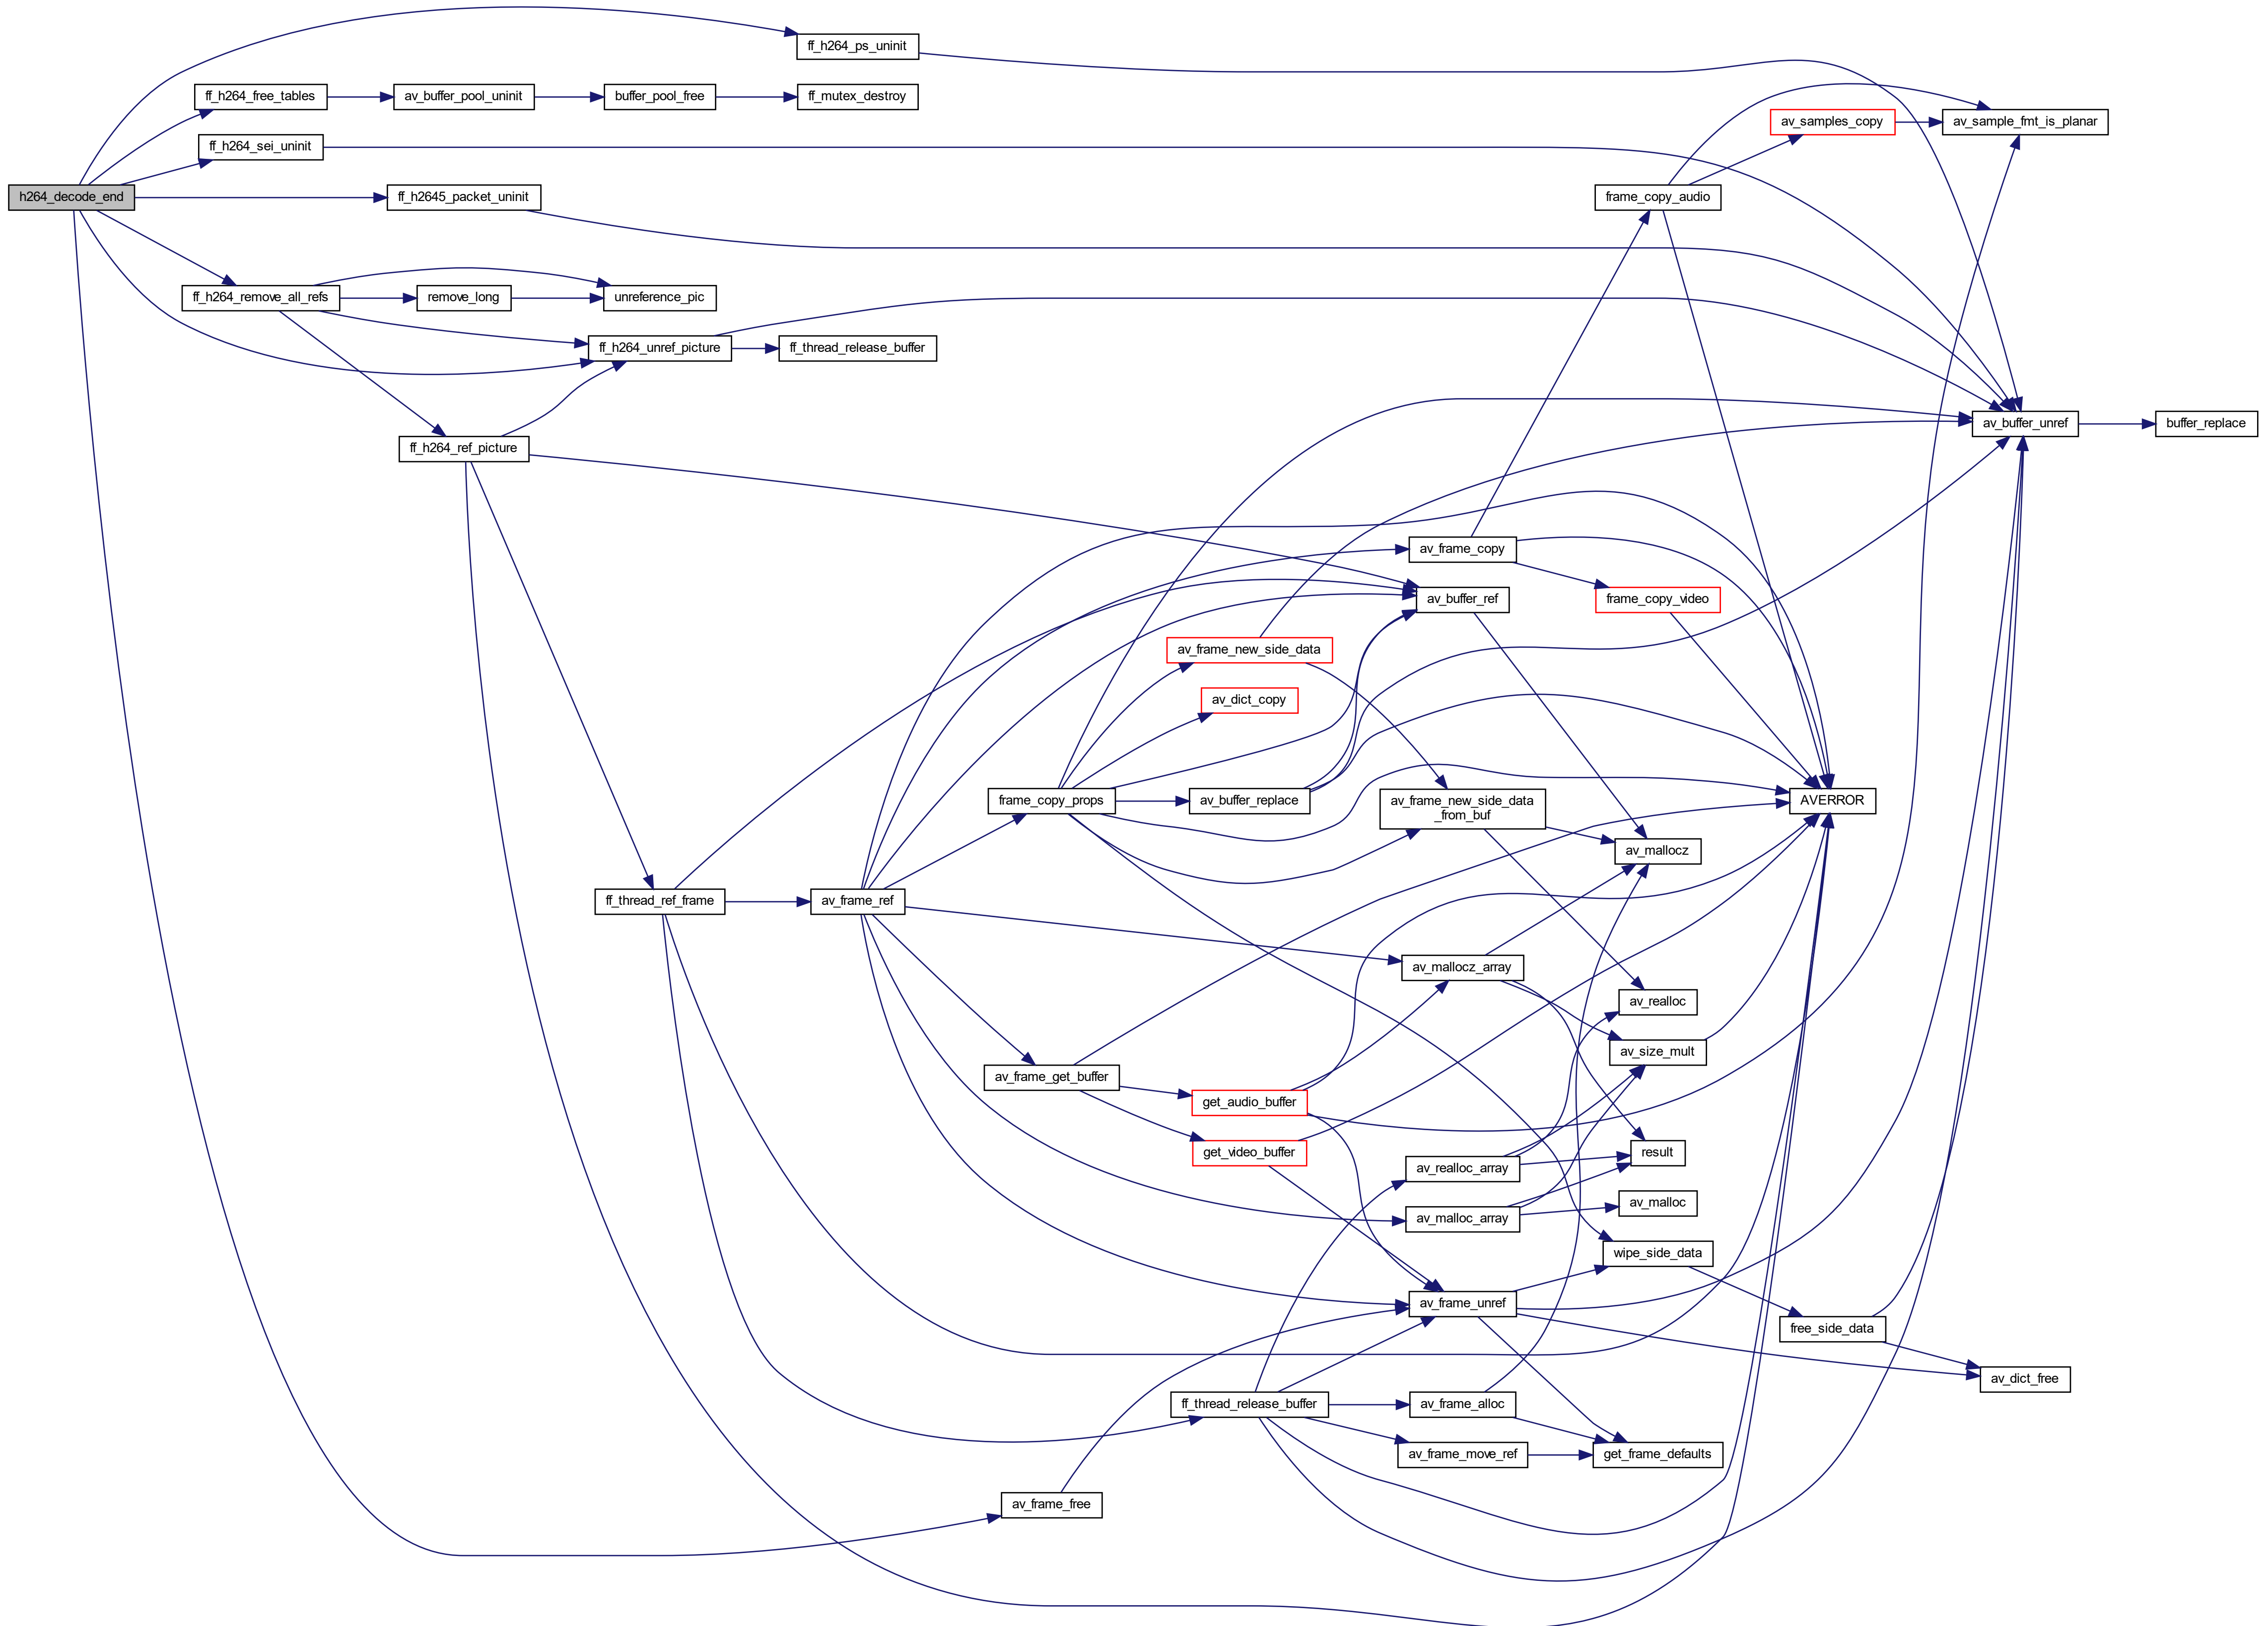 ff_h264_ps_uninit
ff_h264_free_tables
av_buffer_pool_uninit
buffer_pool_free
ff_mutex_destroy
av_samples_copy
av_sample_fmt_is_planar
ff_h264_sei_uninit
h264_decode_end
ff_h2645_packet_uninit
frame_copy_audio
ff_h264_remove_all_refs
remove_long
unreference_pic
ff_h264_unref_picture
ff_thread_release_buffer
av_buffer_unref
buffer_replace
ff_h264_ref_picture
av_frame_copy
av_buffer_ref
frame_copy_video
av_frame_new_side_data
av_dict_copy
frame_copy_props
av_buffer_replace
av_frame_new_side_data
_from_buf
AVERROR
av_mallocz
ff_thread_ref_frame
av_frame_ref
av_mallocz_array
av_realloc
av_size_mult
av_frame_get_buffer
get_audio_buffer
get_video_buffer
result
av_realloc_array
av_malloc
av_malloc_array
wipe_side_data
av_frame_unref
free_side_data
av_dict_free
ff_thread_release_buffer
av_frame_alloc
av_frame_move_ref
get_frame_defaults
av_frame_free